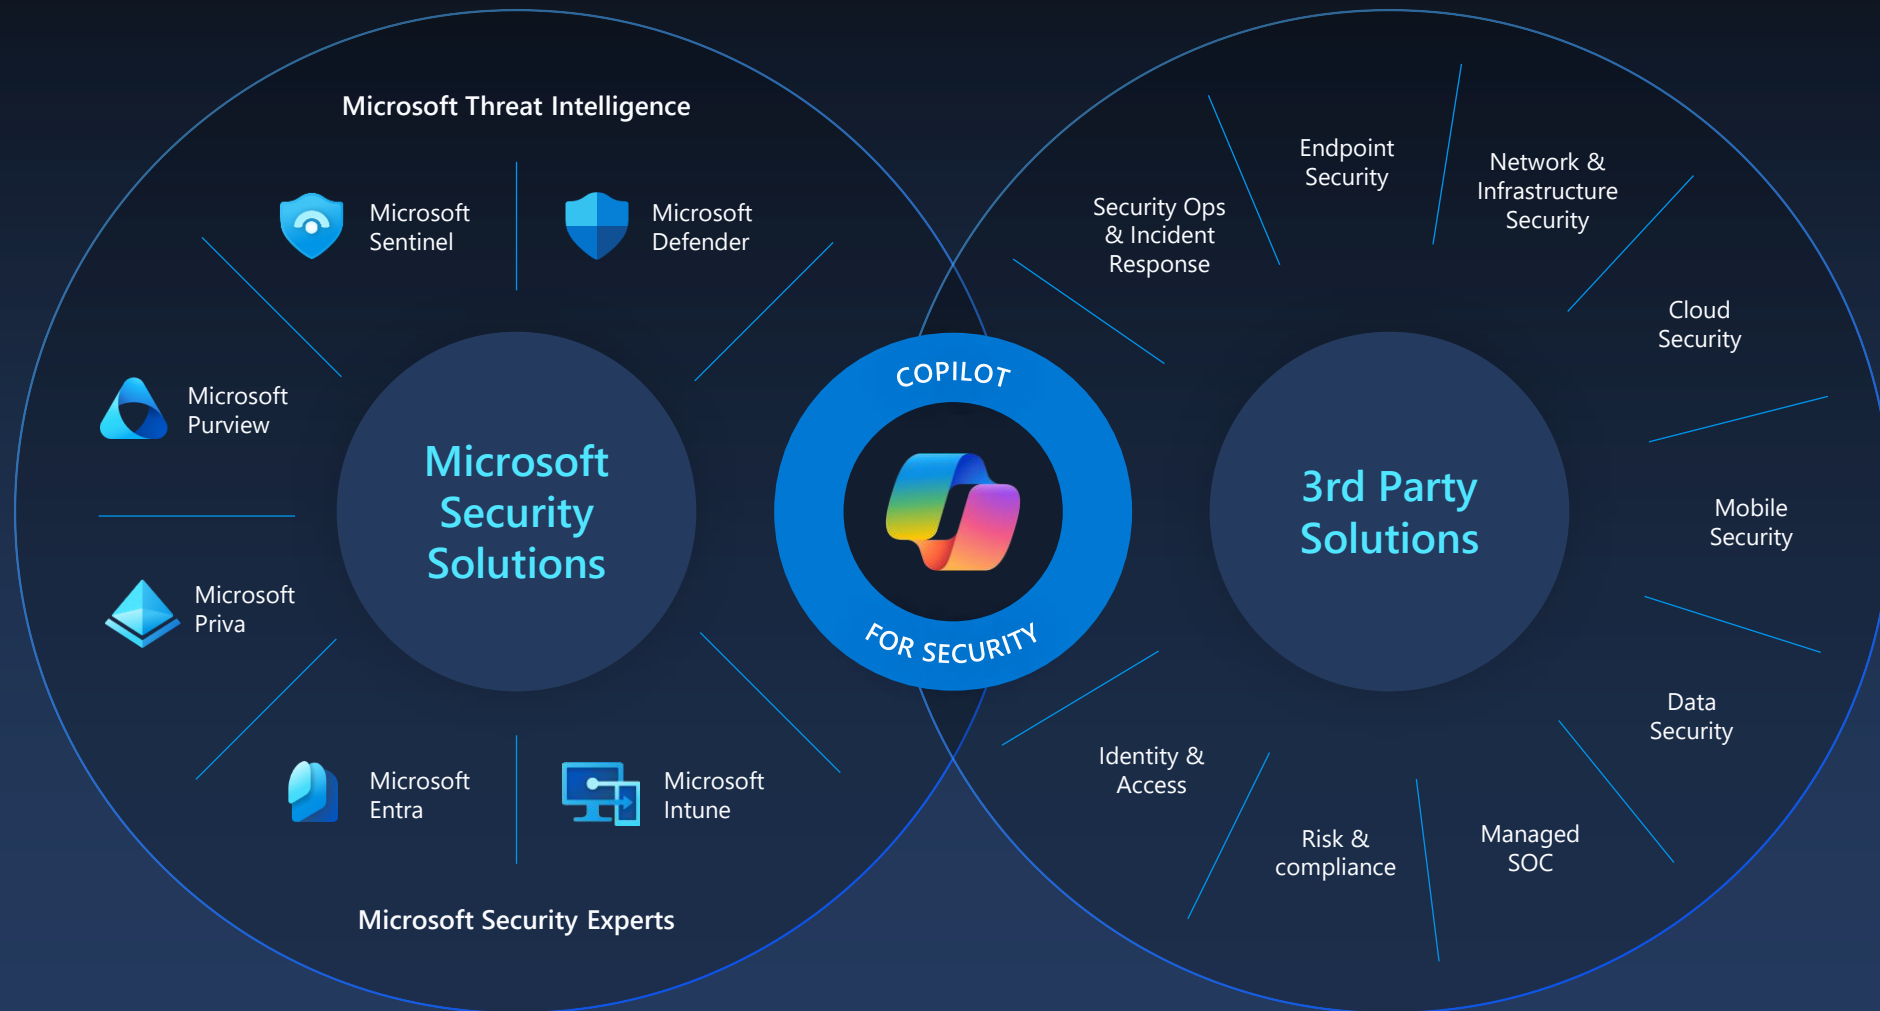 Microsoft Threat Intelligence
Microsoft
Sentinel
Microsoft
Defender
Microsoft
Purview
Microsoft
Security
Solutions
Microsoft
Priva
Microsoft
Entra
Microsoft
Intune
Microsoft Security Experts
COPILOT
FOR SECURITY
Security Ops
& Incident
Response
Endpoint
Security
Network &
Infrastructure
Security
Cloud
Security
3rd Party
Solutions
Mobile
Security
Data
Security
Managed
SOC
Risk &
compliance
Identity &
Access